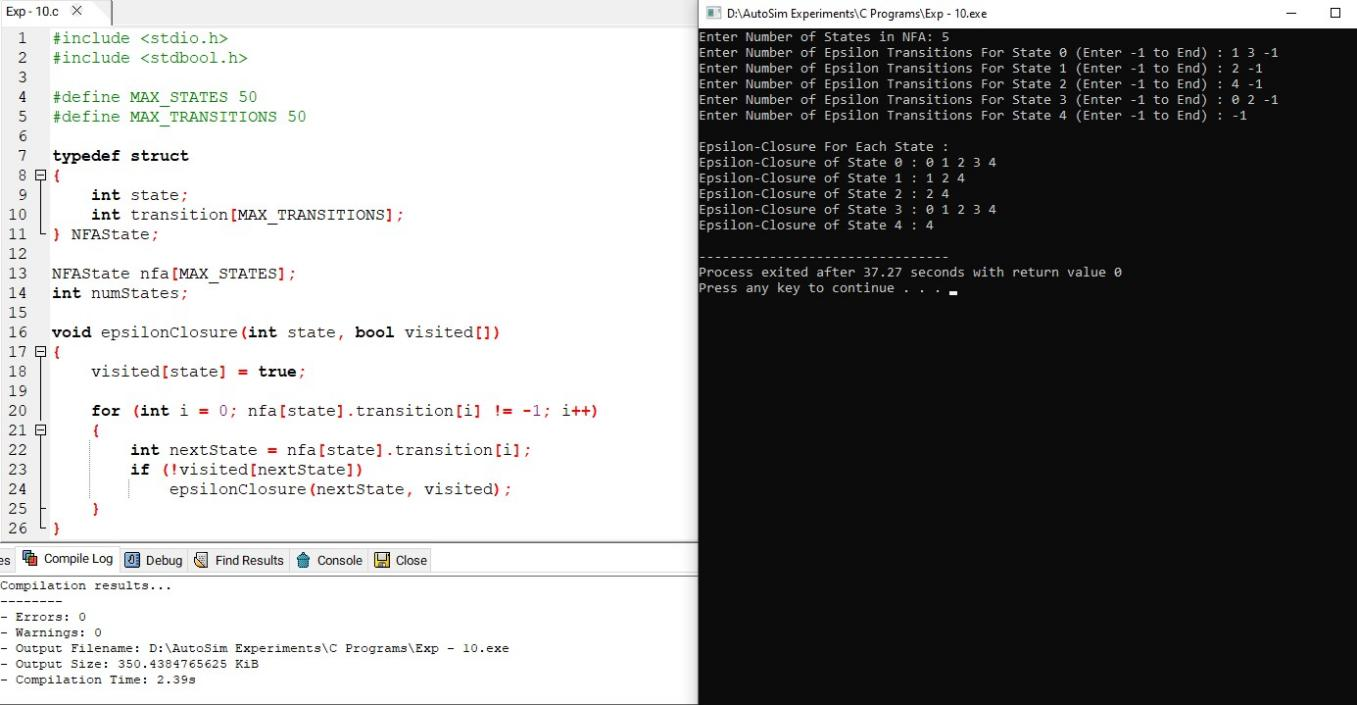 Exp - 10.c
1 #include <stdio.h>
2 #include <stdbool.h>
3
4 #define MAX_STATES 50
5 #define MAX_TRANSITIONS 50
6
7 typedef struct
8 {
9 int state;
10 int transition[MAX_TRANSITIONS];
11 } NFAState;
12
13 NFAState nfa[MAX_STATES];
14 int numStates;
15
16 void epsilonClosure(int state, bool visited[])
17 {
18 visited[state] = true;
19
20 for (int i = 0; nfa[state].transition[i] != -1; i++)
21 {
22 int nextState = nfa[state].transition[i];
23 if (!visited[nextState])
24 epsilonClosure(nextState, visited);
25 }
26 }
es Compile Log Debug Find Results Console Close
Compilation results...
--------
- Errors: 0
- Warnings: 0
- Output Filename: D:\AutoSim Experiments\C Programs\Exp - 10.exe
- Output Size: 350.4384765625 KiB
- Compilation Time: 2.39s
D:\AutoSim Experiments\C Programs\Exp - 10.exe
Enter Number of States in NFA: 5
Enter Number of Epsilon Transitions For State 0 (Enter -1 to End) : 1 3 -1
Enter Number of Epsilon Transitions For State 1 (Enter -1 to End) : 2 -1
Enter Number of Epsilon Transitions For State 2 (Enter -1 to End) : 4 -1
Enter Number of Epsilon Transitions For State 3 (Enter -1 to End) : 0 2 -1
Enter Number of Epsilon Transitions For State 4 (Enter -1 to End) : -1
Epsilon-Closure For Each State :
Epsilon-Closure of State 0 : 0 1 2 3 4
Epsilon-Closure of State 1 : 1 2 4
Epsilon-Closure of State 2 : 2 4
Epsilon-Closure of State 3 : 0 1 2 3 4
Epsilon-Closure of State 4 : 4
--------------------------------
Process exited after 37.27 seconds with return value 0
Press any key to continue . . .